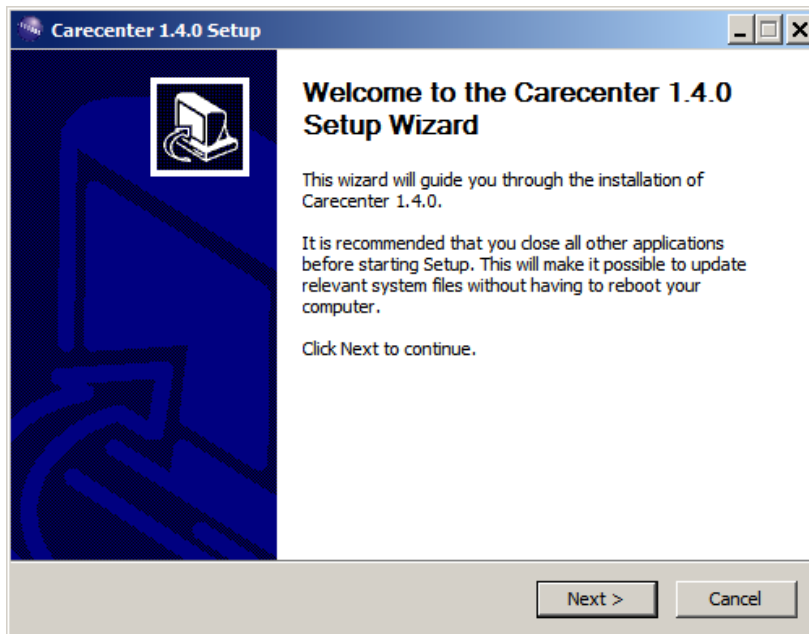 Carecenter 1.4.0 Setup
Welcome to the Carecenter 1.4.0
Setup Wizard
This wizard will guide you through the installation of
Carecenter 1.4.0.
It is recommended that you close all other applications
before starting Setup. This will make it possible to update
relevant system files without having to reboot your
computer.
Click Next to continue.
Next >
Cancel